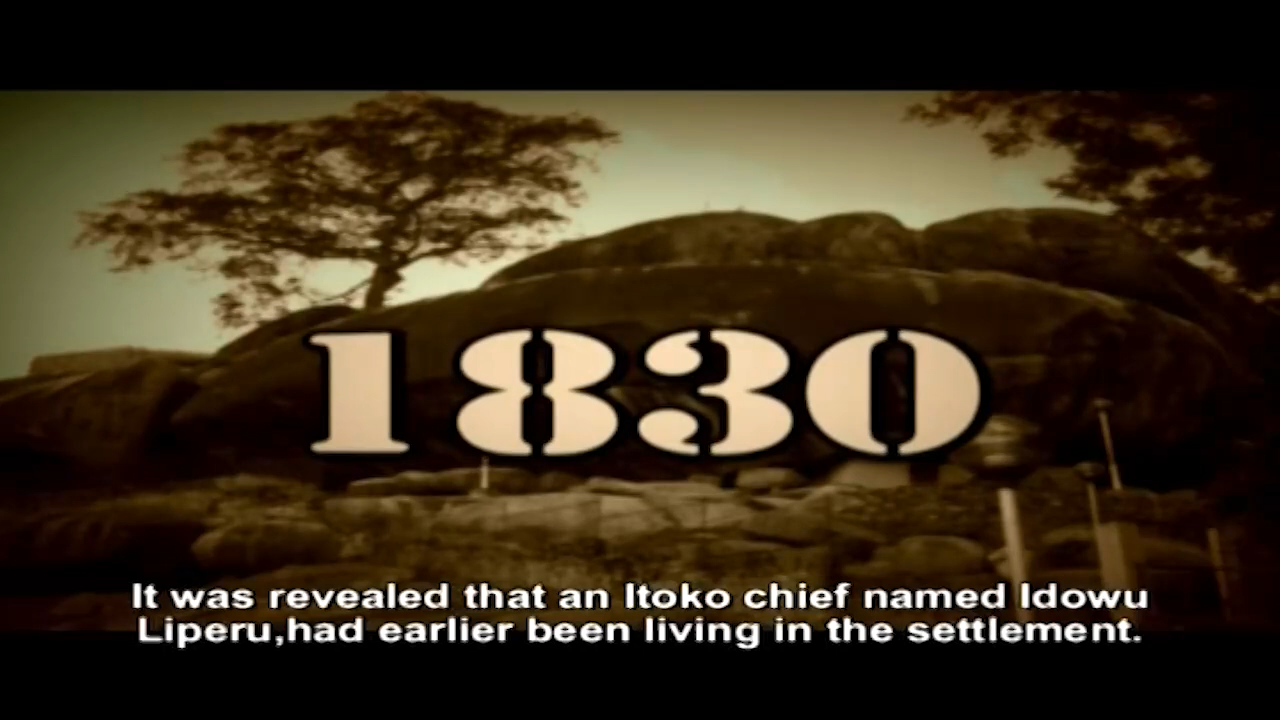 1830
It was revealed that an Itoko chief named Idowu
Liperu,had earlier been living in the settlement.